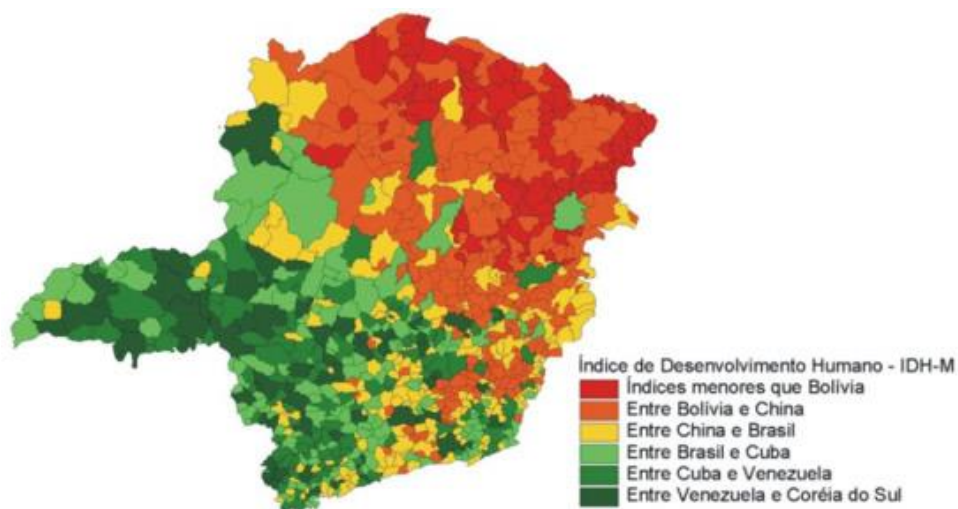 Índice de Desenvolvimento Humano - IDH-M
Índices menores que Bolívia
Entre Bolívia e China
Entre China e Brasil
Entre Brasil e Cuba
Entre Cuba e Venezuela
Entre Venezuela e Coréia do Sul